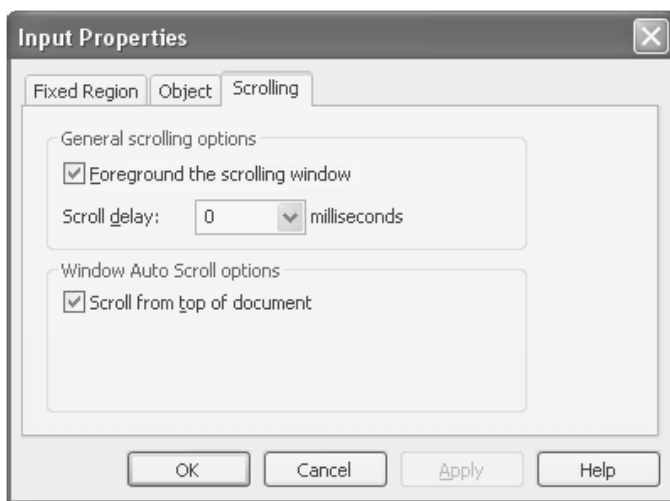 Input Properties
Fixed Region Object Scrolling
General scrolling options
Foreground the scrolling window
Scroll delay: 0 milliseconds
Window Auto Scroll options
Scroll from top of document
OK Cancel Apply Help